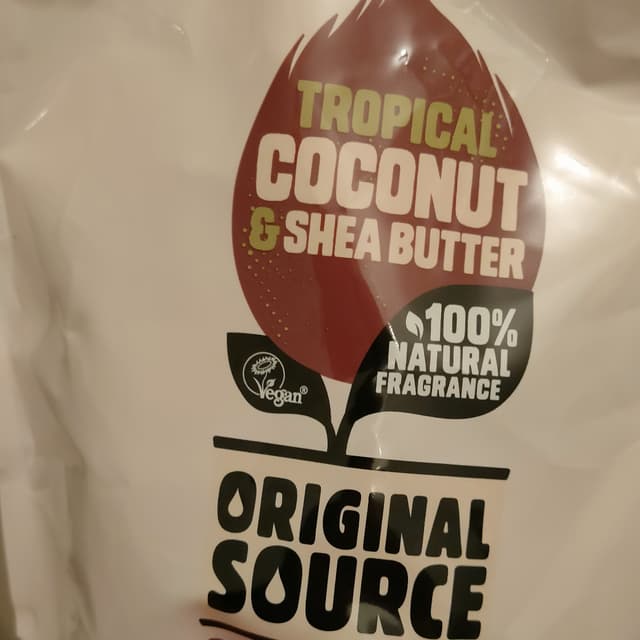 TROPICAL
COCONUT
& SHEA BUTTER
100%
NATURAL
FRAGRANCE
Vegan®
ORIGINAL
SOURCE